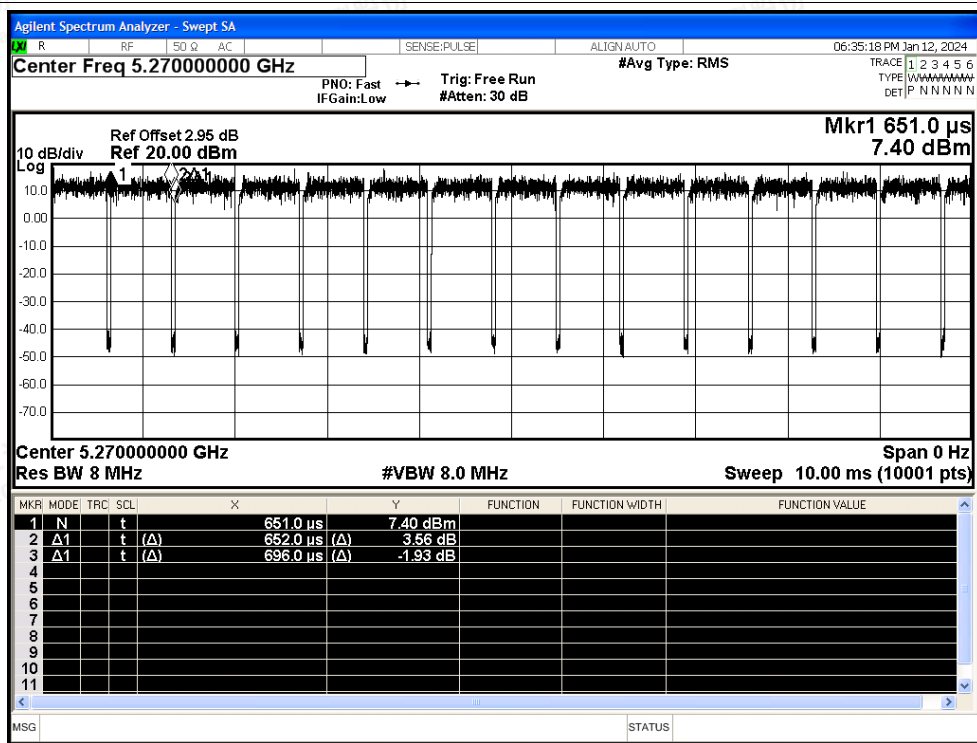 Agilent Spectrum Analyzer - Swept SA
LXI R RF 50 Ω AC SENSE:PULSE ALIGN AUTO 06:35:18 PM Jan 12, 2024
Center Freq 5.270000000 GHz
PNO: Fast
IFGain:Low
Trig: Free Run
#Atten: 30 dB
#Avg Type: RMS
TRACE 1 2 3 4 5 6
TYPE
DET P N N N N N
Mkr1 651.0 µs
7.40 dBm
Ref Offset 2.95 dB
10 dB/div Ref 20.00 dBm
Log
1 2Δ1
10.0
0.00
-10.0
-20.0
-30.0
-40.0
-50.0
-60.0
-70.0
Center 5.270000000 GHz Span 0 Hz
Res BW 8 MHz #VBW 8.0 MHz Sweep 10.00 ms (10001 pts)
MKR MODE TRC SCL X Y FUNCTION FUNCTION WIDTH FUNCTION VALUE
1 N t 651.0 µs 7.40 dBm
2 Δ1 t (Δ) 652.0 µs (Δ) 3.56 dB
3 Δ1 t (Δ) 696.0 µs (Δ) -1.93 dB
4
5
6
7
8
9
10
11
MSG STATUS